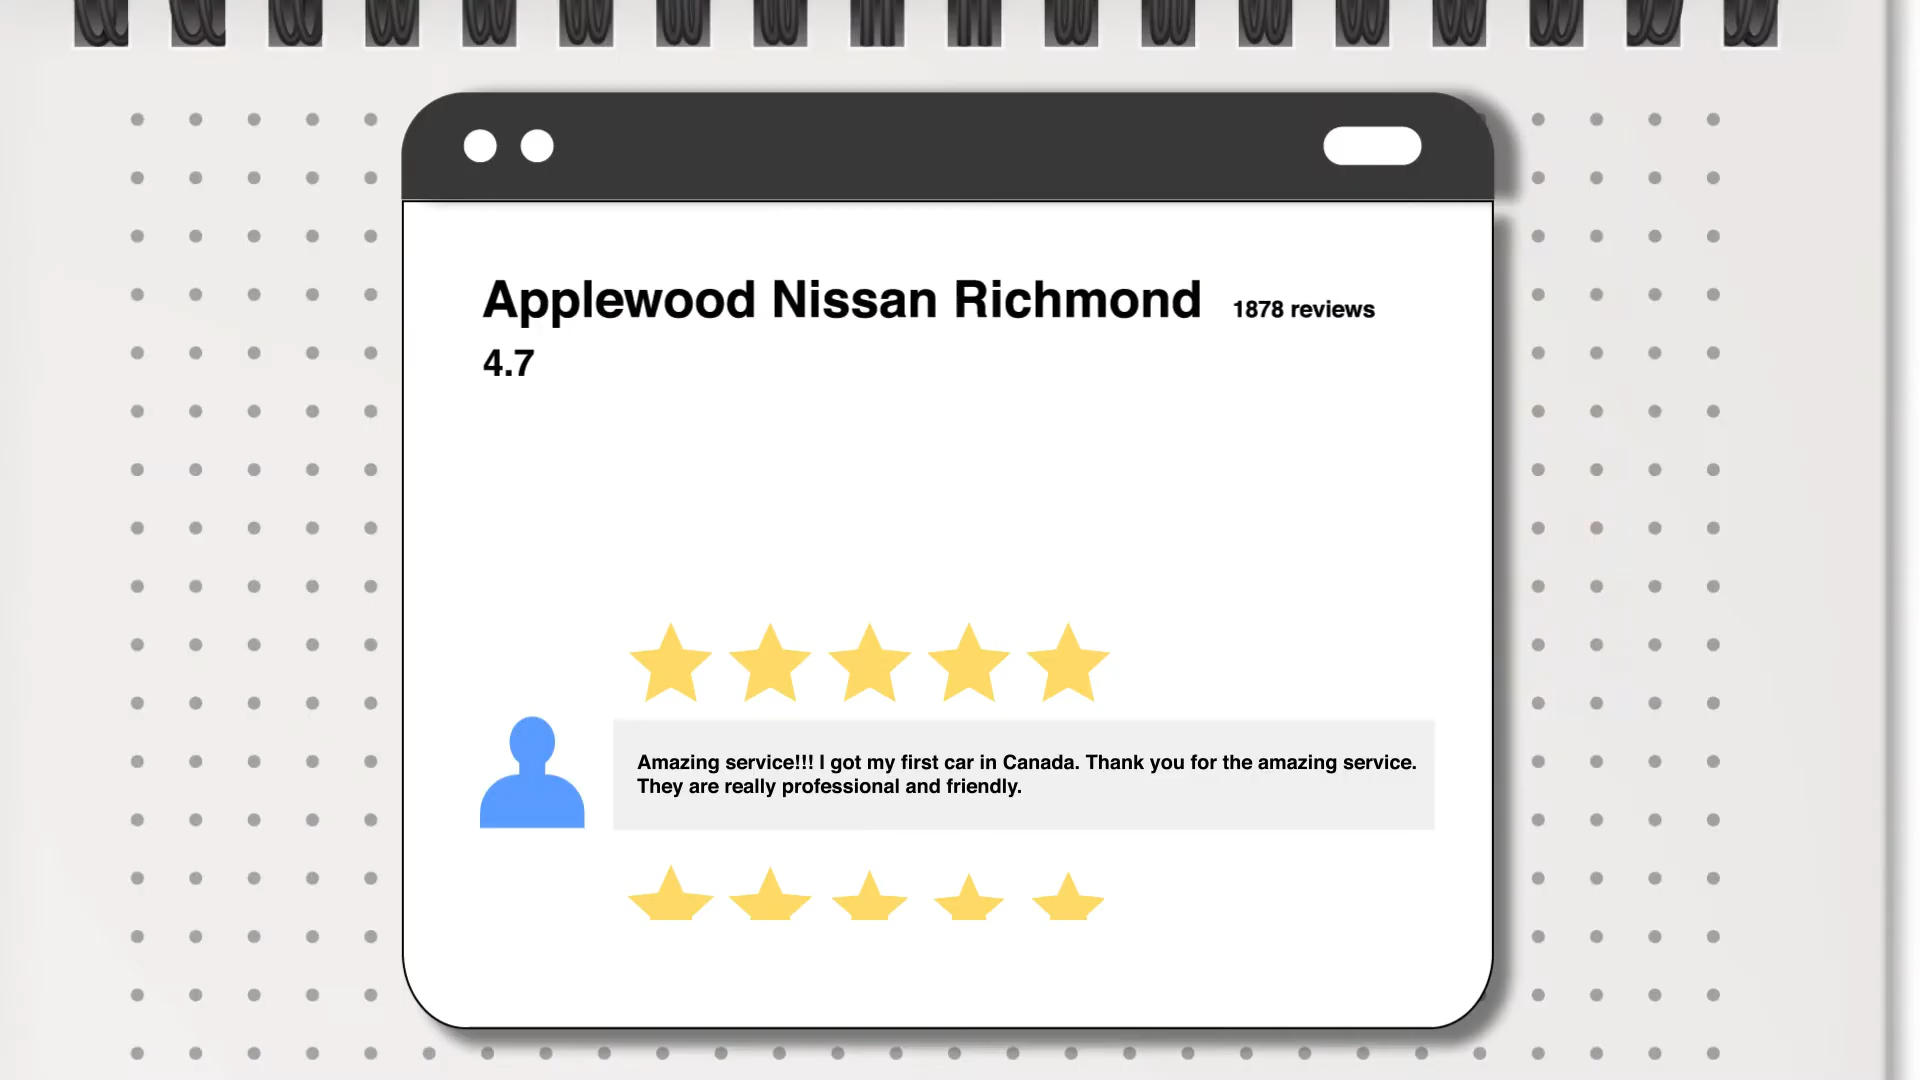 Applewood Nissan Richmond 1878 reviews
4.7
Amazing service!!! I got my first car in Canada. Thank you for the amazing service.
They are really professional and friendly.